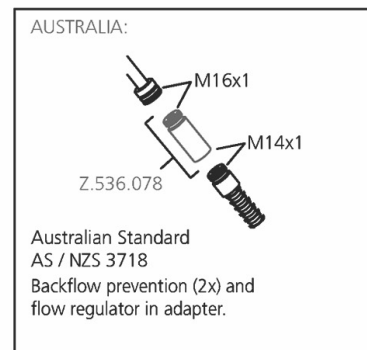 AUSTRALIA:
M16x1
M14x1
Z.536.078
Australian Standard
AS / NZS 3718
Backflow prevention (2x) and
flow regulator in adapter.